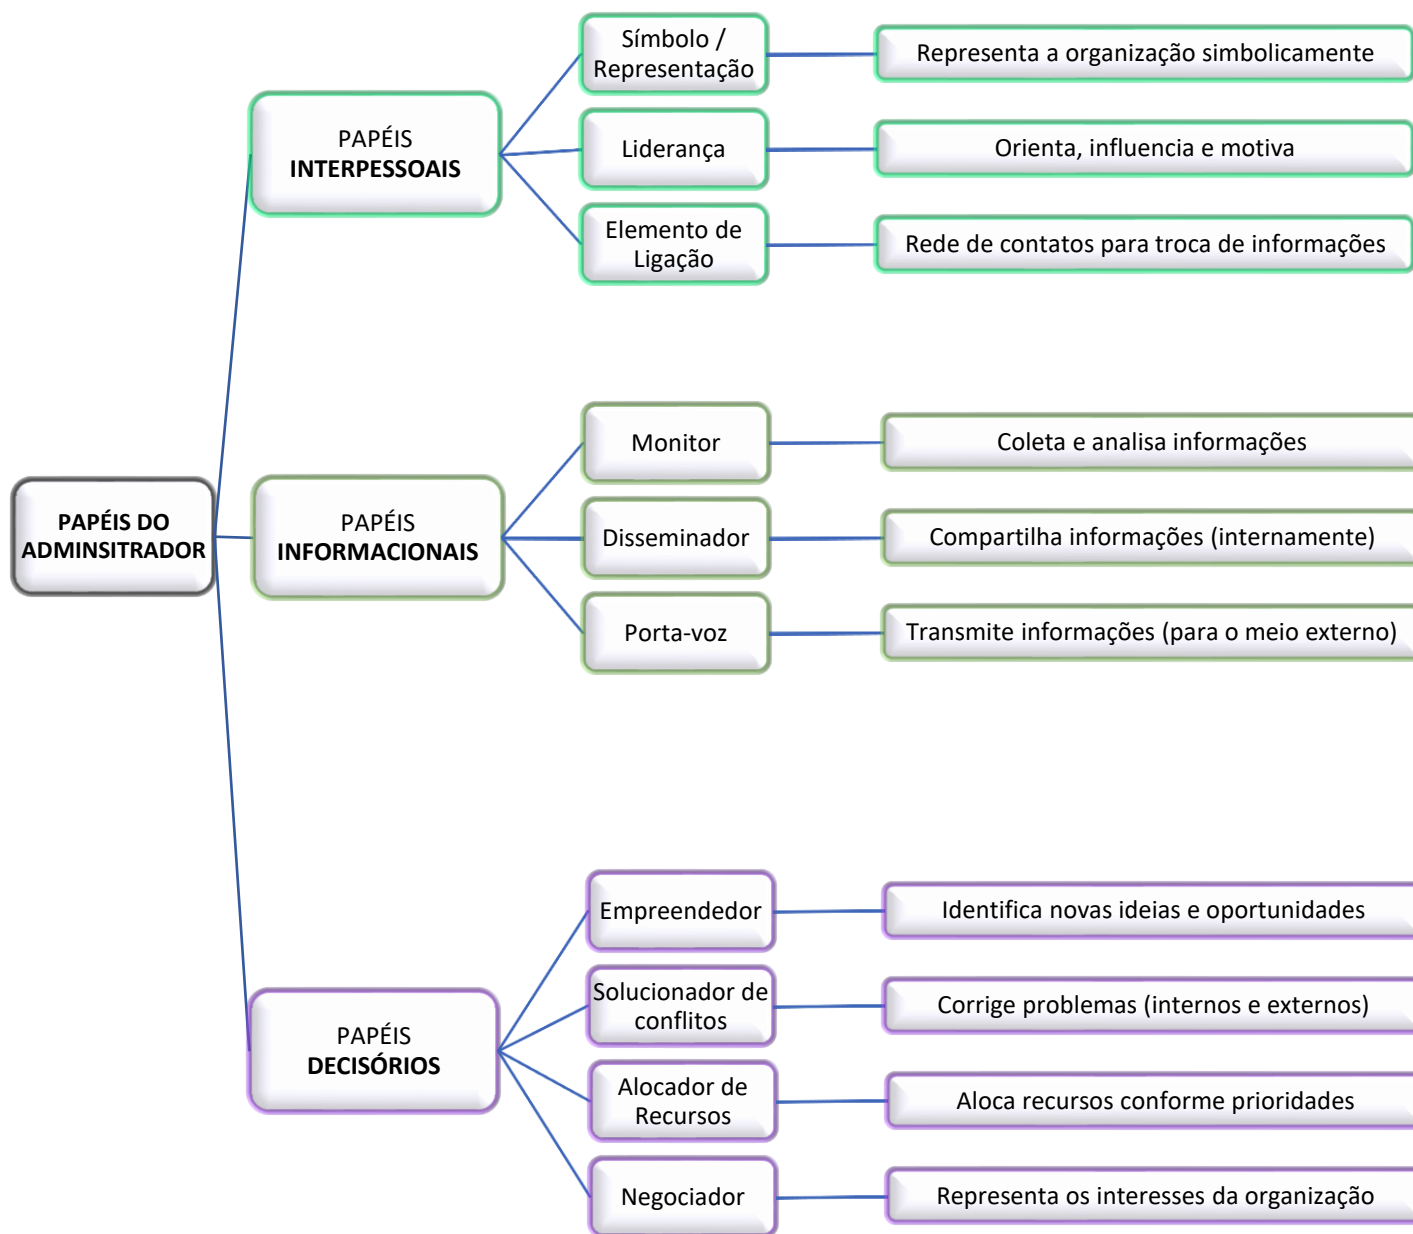 PAPÉIS DO
ADMINSITRADOR
PAPÉIS
INTERPESSOAIS
Símbolo /
Representação
Representa a organização simbolicamente
Liderança
Orienta, influencia e motiva
Elemento de
Ligação
Rede de contatos para troca de informações
PAPÉIS
INFORMACIONAIS
Monitor
Coleta e analisa informações
Disseminador
Compartilha informações (internamente)
Porta-voz
Transmite informações (para o meio externo)
PAPÉIS
DECISÓRIOS
Empreendedor
Identifica novas ideias e oportunidades
Solucionador de
conflitos
Corrige problemas (internos e externos)
Alocador de
Recursos
Aloca recursos conforme prioridades
Negociador
Representa os interesses da organização